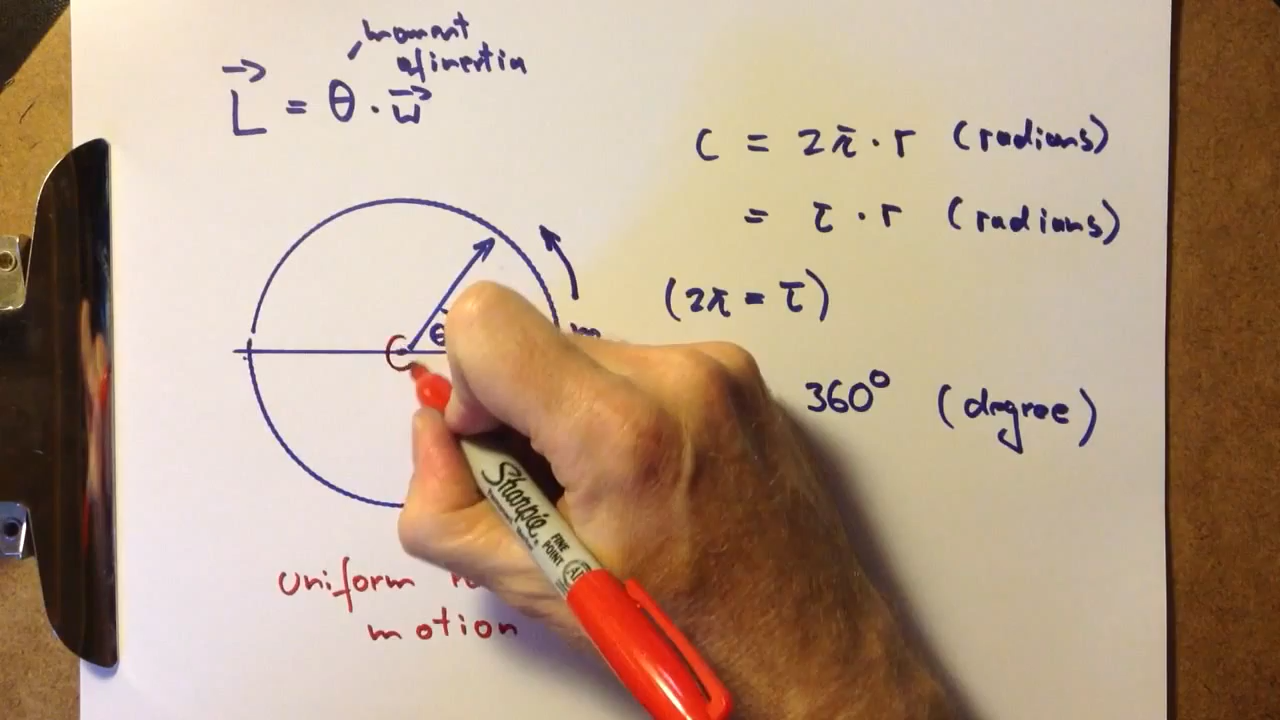 moment
of inertia
L = θ · w
C = 2π · r (radians)
= τ · r (radians)
(2π = τ)
θ
m
360° (degree)
Sharpie
FINE
POINT
uniform
motion